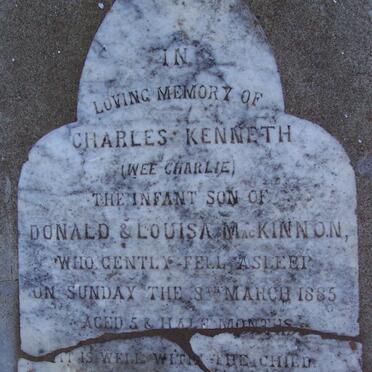 IN
LOVING MEMORY OF
CHARLES KENNETH
(WEE CHARLIE)
THE INFANT SON OF
DONALD & LOUISA MacKINNON,
WHO GENTLY FELL ASLEEP
ON SUNDAY THE 8TH MARCH 1885
AGED 5 & HALF MONTHS
IT IS WELL WITH THE CHILD